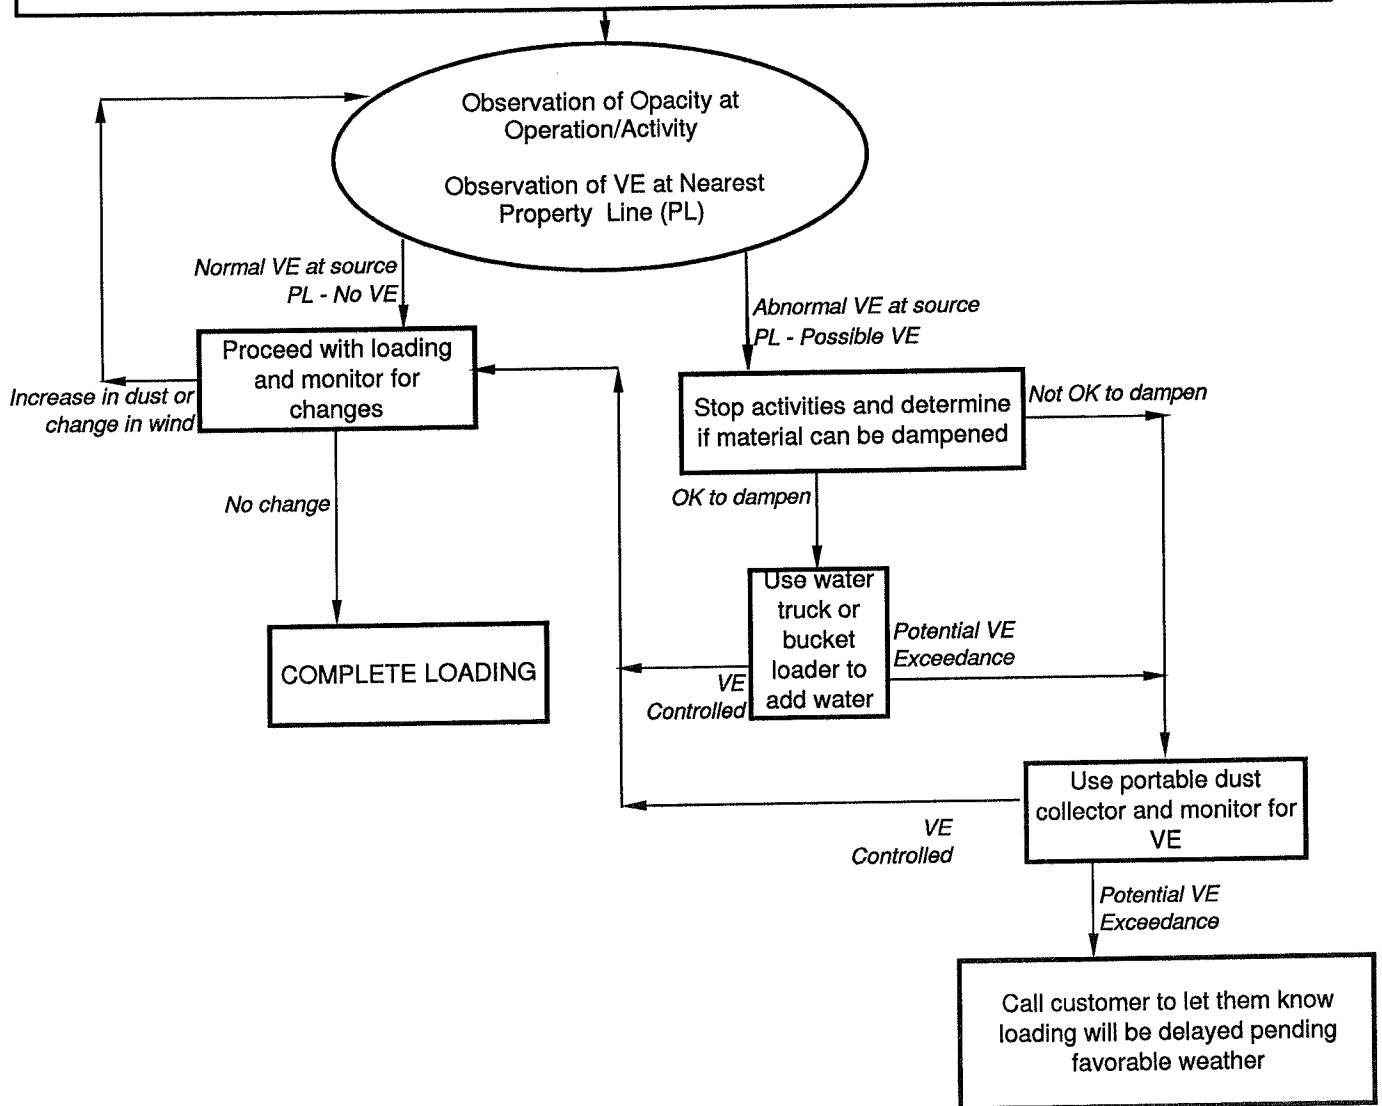 Observation of Opacity at
Operation/Activity
Observation of VE at Nearest
Property Line (PL)
Normal VE at source
PL - No VE
Abnormal VE at source
PL - Possible VE
Proceed with loading
and monitor for
changes
Increase in dust or
change in wind
Stop activities and determine
if material can be dampened
Not OK to dampen
No change
OK to dampen
Use water
truck or
bucket
loader to
add water
Potential VE
Exceedance
VE
Controlled
COMPLETE LOADING
Use portable dust
collector and monitor for
VE
VE
Controlled
Potential VE
Exceedance
Call customer to let them know
loading will be delayed pending
favorable weather